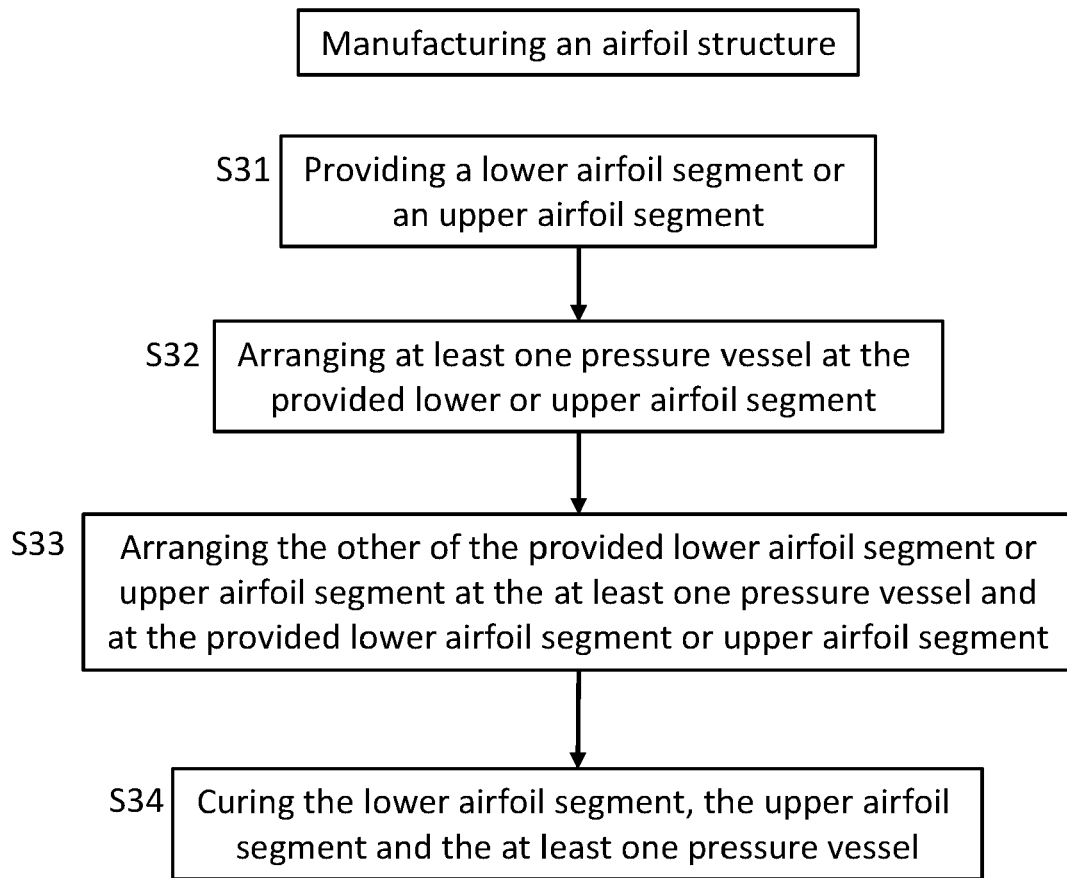 Manufacturing an airfoil structure
S31
Providing a lower airfoil segment or
an upper airfoil segment
S32
Arranging at least one pressure vessel at the
provided lower or upper airfoil segment
S33
Arranging the other of the provided lower airfoil segment or
upper airfoil segment at the at least one pressure vessel and
at the provided lower airfoil segment or upper airfoil segment
S34
Curing the lower airfoil segment, the upper airfoil
segment and the at least one pressure vessel